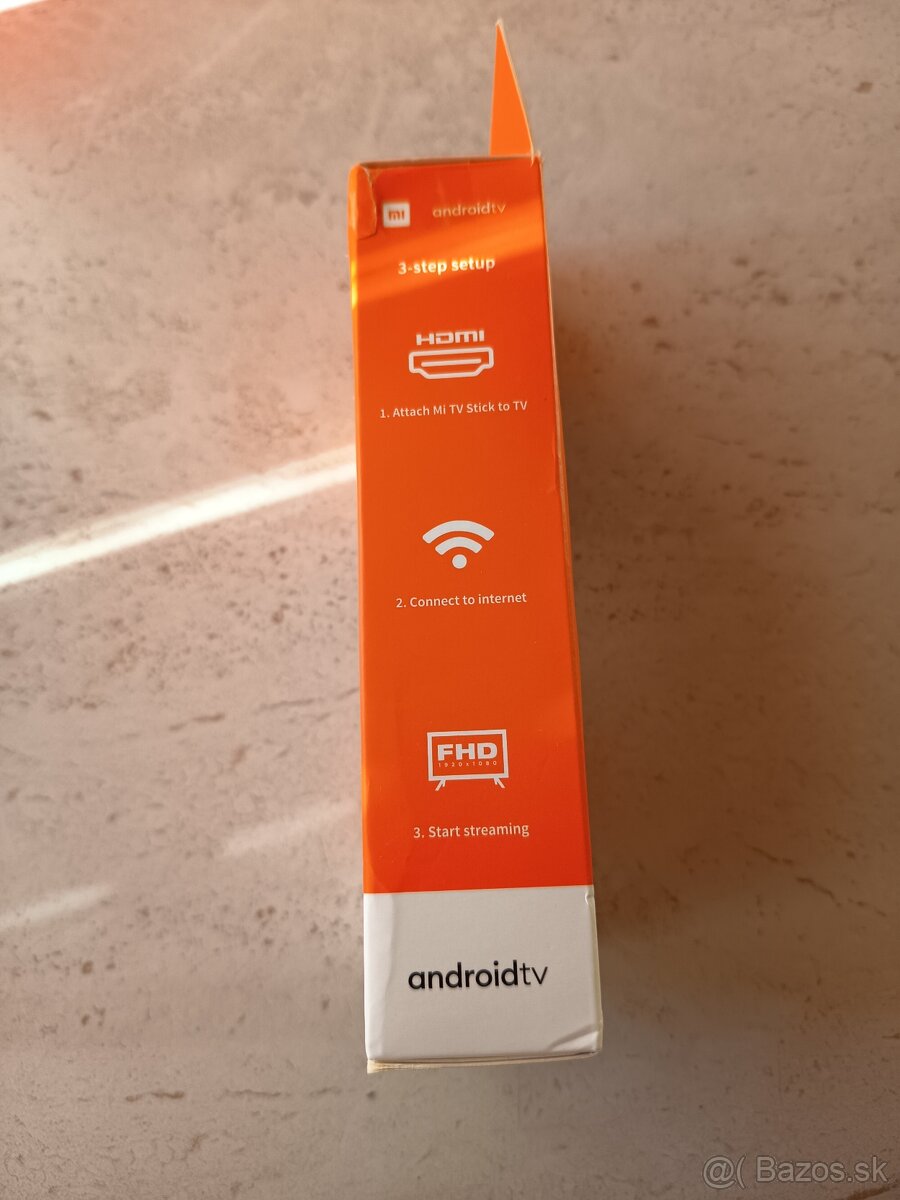 mi androidtv
3-step setup
HDMI
1. Attach Mi TV Stick to TV
2. Connect to internet
FHD
1920x1080
3. Start streaming
androidtv
@( Bazos.sk